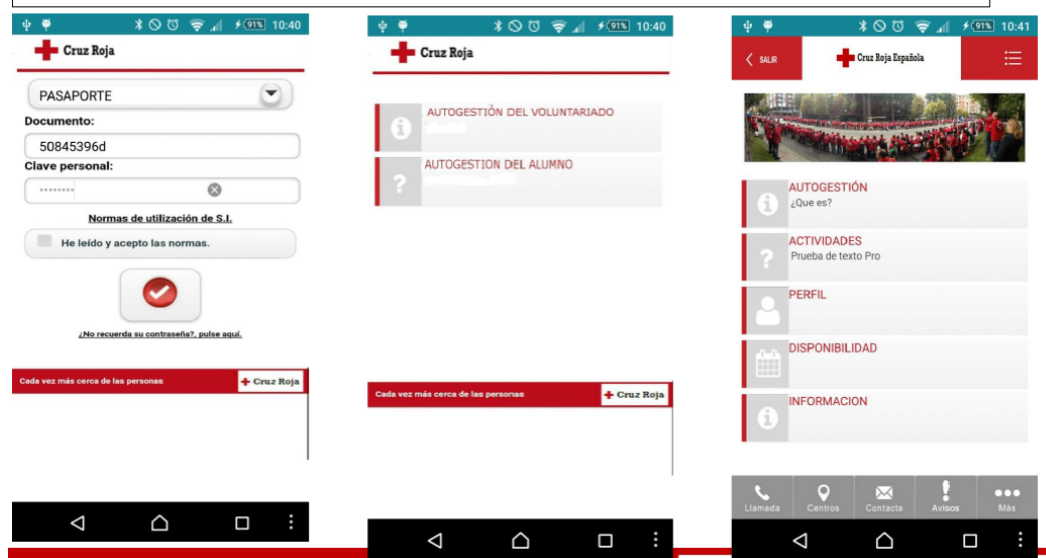 91% 10:40
Cruz Roja
PASAPORTE
Documento:
50845396d
Clave personal:
········
Normas de utilización de S.I.
He leído y acepto las normas.
¿No recuerda su contraseña?, pulse aquí.
Cada vez más cerca de las personas
Cruz Roja
91% 10:40
Cruz Roja
AUTOGESTIÓN DEL VOLUNTARIADO
AUTOGESTION DEL ALUMNO
Cada vez más cerca de las personas
Cruz Roja
91% 10:41
SALIR
Cruz Roja Española
AUTOGESTIÓN
¿Que es?
ACTIVIDADES
Prueba de texto Pro
PERFIL
DISPONIBILIDAD
INFORMACION
Llamada Centros Contacta Avisos Más